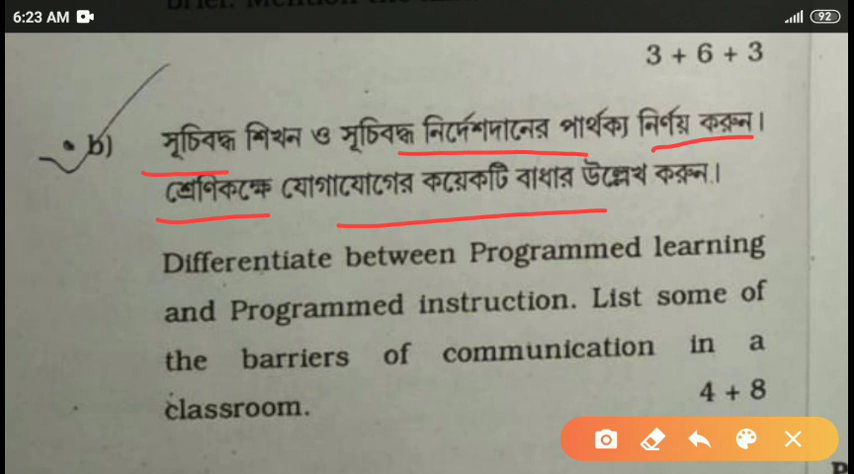 6:23 AM
92
3 + 6 + 3
b) সূচিবদ্ধ শিখন ও সূচিবদ্ধ নির্দেশদানের পার্থক্য নির্ণয় করুন।
শ্রেণিকক্ষে যোগাযোগের কয়েকটি বাধার উল্লেখ করুন।
Differentiate between Programmed learning
and Programmed instruction. List some of
the barriers of communication in a
classroom.
4 + 8